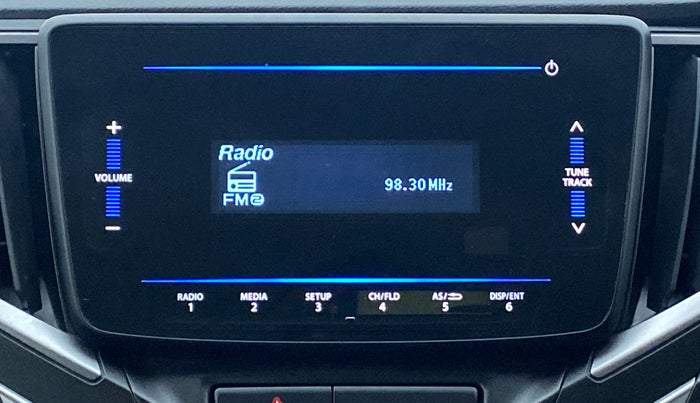 +
VOLUME
−
Radio
FM2
98.30 MHz
TUNE
TRACK
RADIO MEDIA SETUP CH/FLD AS/ DISP/ENT
1 2 3 4 5 6